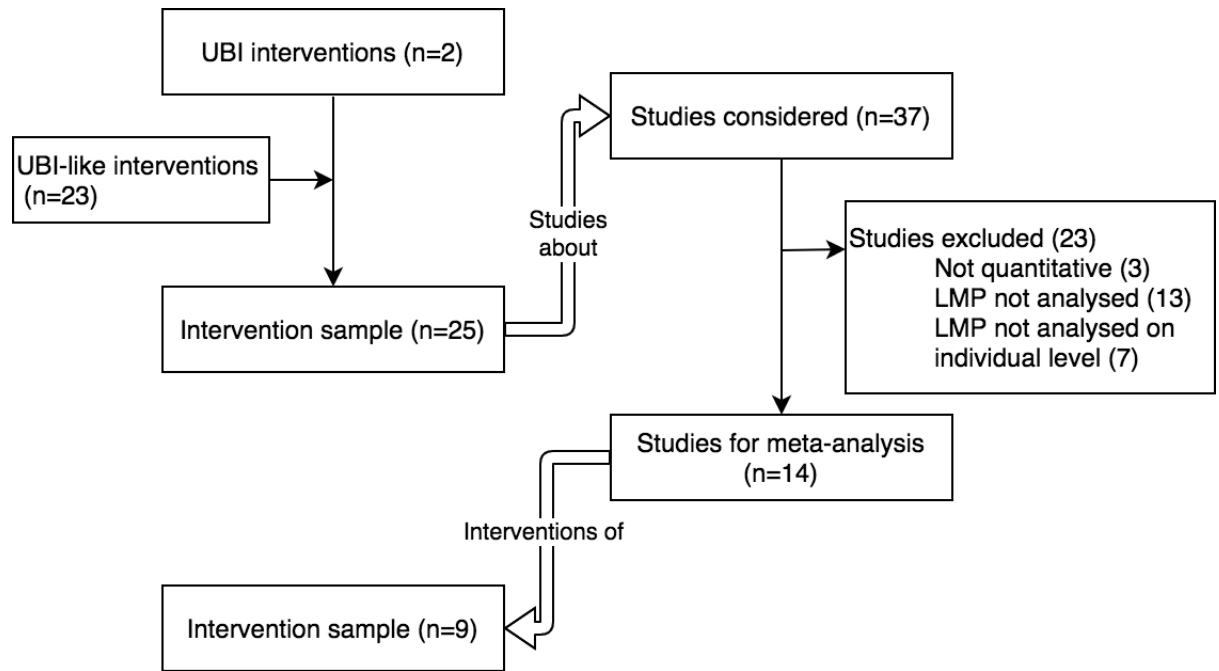 UBI interventions (n=2)
UBI-like interventions
(n=23)
Intervention sample (n=25)
Studies
about
Studies considered (n=37)
Studies excluded (23)
Not quantitative (3)
LMP not analysed (13)
LMP not analysed on
individual level (7)
Studies for meta-analysis
(n=14)
Interventions of
Intervention sample (n=9)